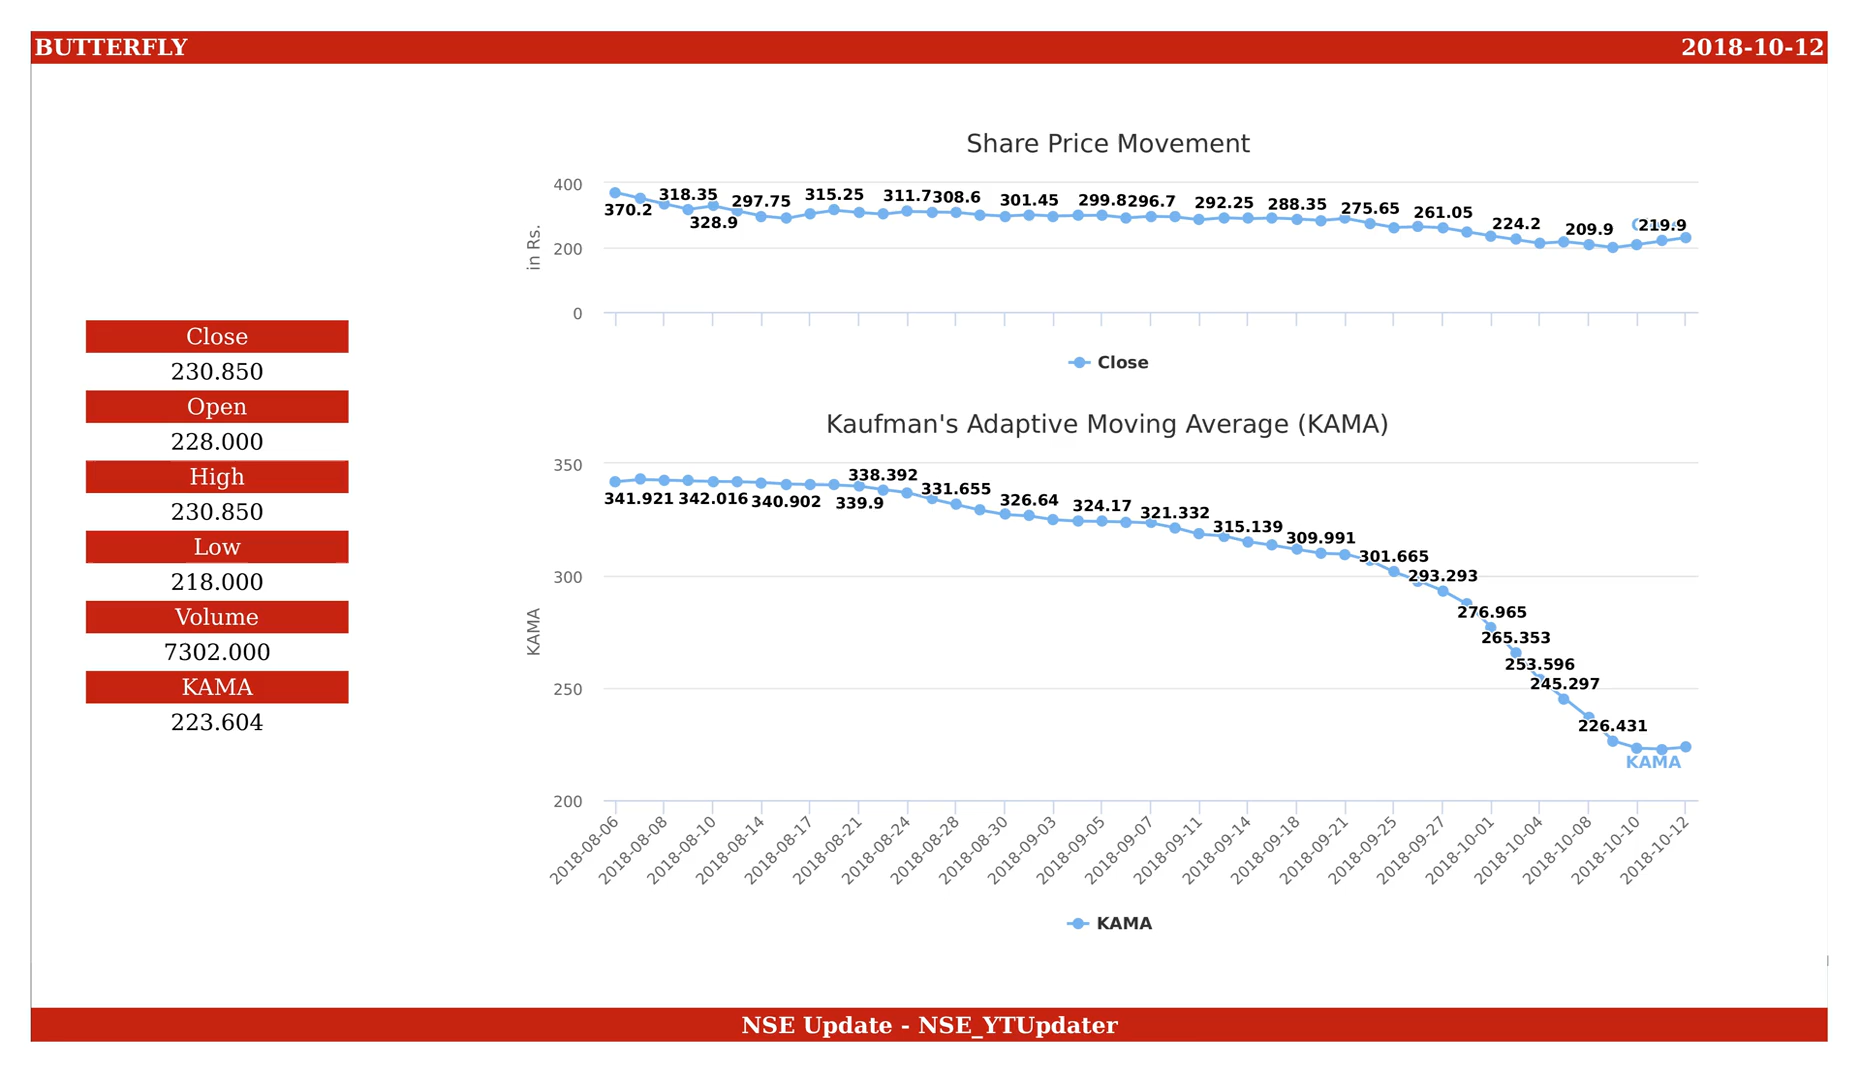 BUTTERFLY 2018-10-12
Share Price Movement
400
200
0
in Rs.
370.2 318.35 328.9 297.75 315.25 311.7 308.6 301.45 299.8 296.7 292.25 288.35 275.65 261.05 224.2 209.9 219.9
Close
Close
230.850
Open
228.000
High
230.850
Low
218.000
Volume
7302.000
KAMA
223.604
Kaufman's Adaptive Moving Average (KAMA)
350
300
250
200
KAMA
341.921 342.016 340.902 339.9 338.392 331.655 326.64 324.17 321.332 315.139 309.991 301.665 293.293 276.965 265.353 253.596 245.297 226.431
KAMA
2018-08-06 2018-08-08 2018-08-10 2018-08-14 2018-08-17 2018-08-21 2018-08-24 2018-08-28 2018-08-30 2018-09-03 2018-09-05 2018-09-07 2018-09-11 2018-09-14 2018-09-18 2018-09-21 2018-09-25 2018-09-27 2018-10-01 2018-10-04 2018-10-08 2018-10-10 2018-10-12
KAMA
NSE Update - NSE_YTUpdater